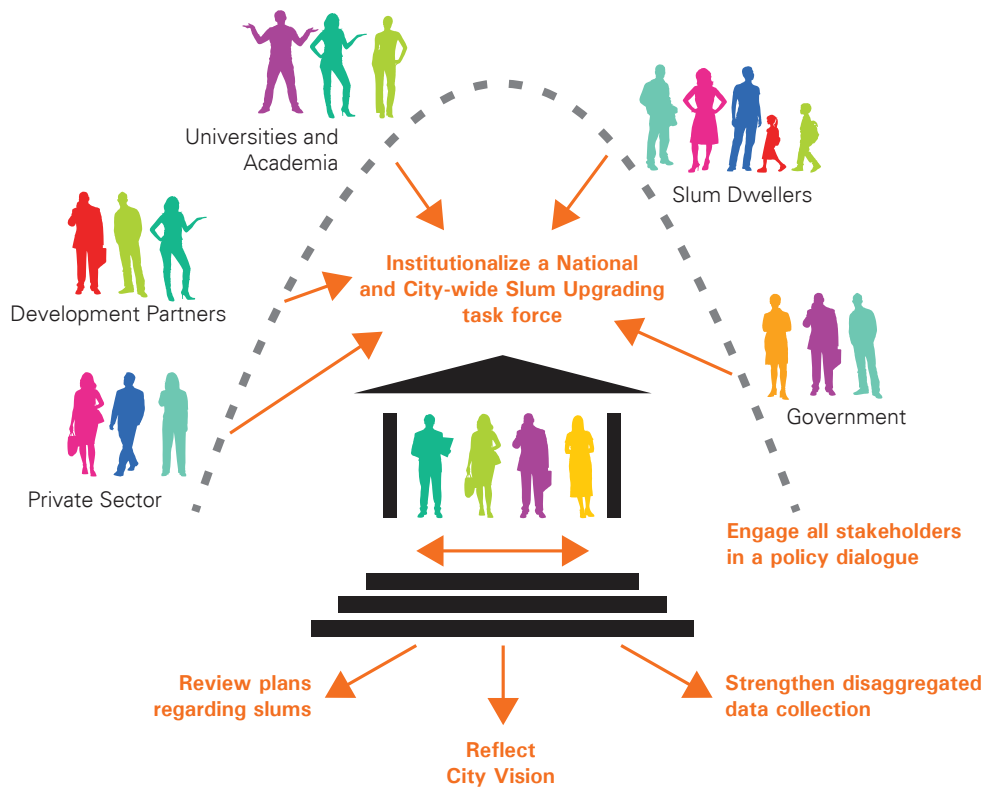 Universities and
Academia
Slum Dwellers
Development Partners
Institutionalize a National
and City-wide Slum Upgrading
task force
Government
Private Sector
Engage all stakeholders
in a policy dialogue
Review plans
regarding slums
Reflect
City Vision
Strengthen disaggregated
data collection